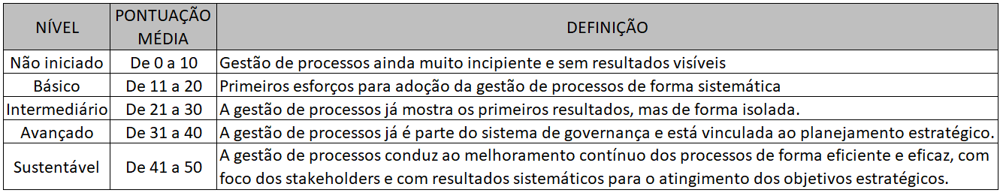 NÍVEL
PONTUAÇÃO
MÉDIA
DEFINIÇÃO
Não iniciado
De 0 a 10
Gestão de processos ainda muito incipiente e sem resultados visíveis
Básico
De 11 a 20
Primeiros esforços para adoção da gestão de processos de forma sistemática
Intermediário
De 21 a 30
A gestão de processos já mostra os primeiros resultados, mas de forma isolada.
Avançado
De 31 a 40
A gestão de processos já é parte do sistema de governança e está vinculada ao planejamento estratégico.
Sustentável
De 41 a 50
A gestão de processos conduz ao melhoramento contínuo dos processos de forma eficiente e eficaz, com
foco dos stakeholders e com resultados sistemáticos para o atingimento dos objetivos estratégicos.